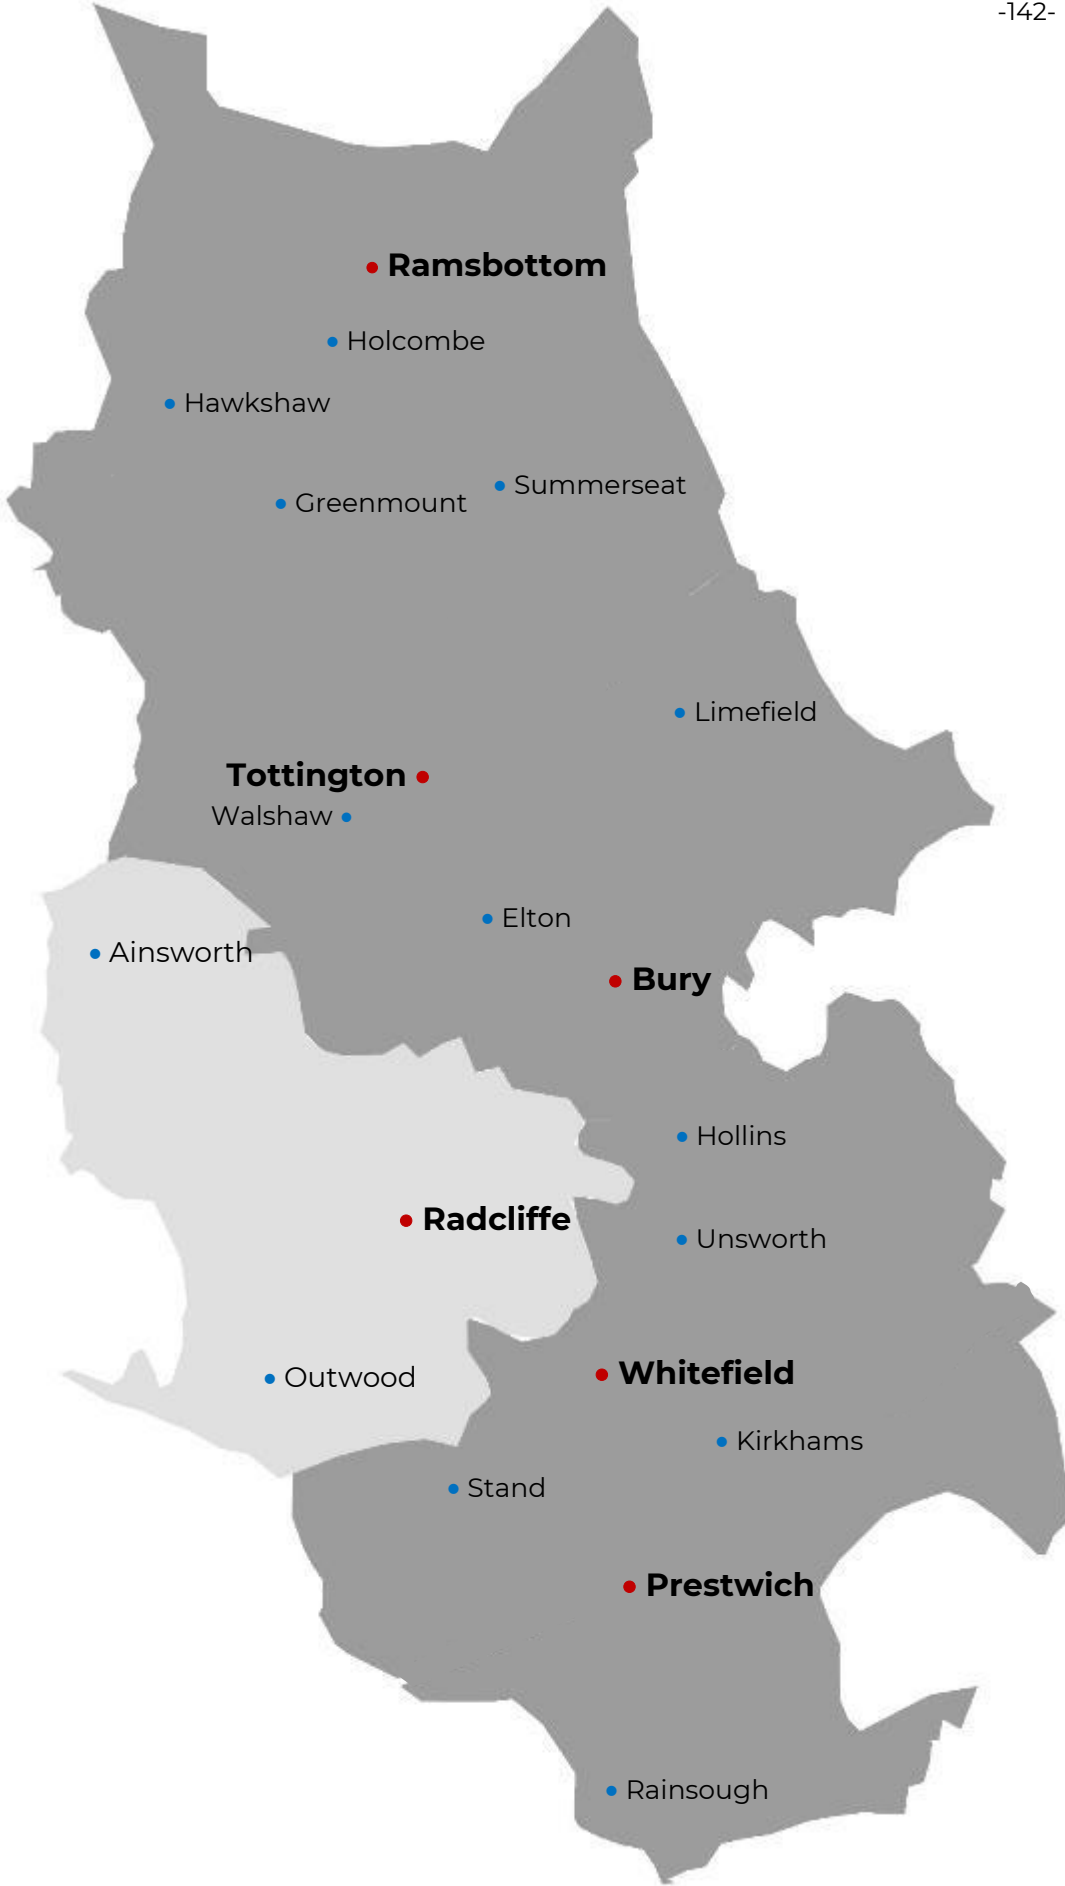 -142-
Ramsbottom
Holcombe
Hawkshaw
Summerseat
Greenmount
Limefield
Tottington
Walshaw
Elton
Ainsworth
Bury
Hollins
Radcliffe
Unsworth
Whitefield
Outwood
Kirkhams
Stand
Prestwich
Rainsough